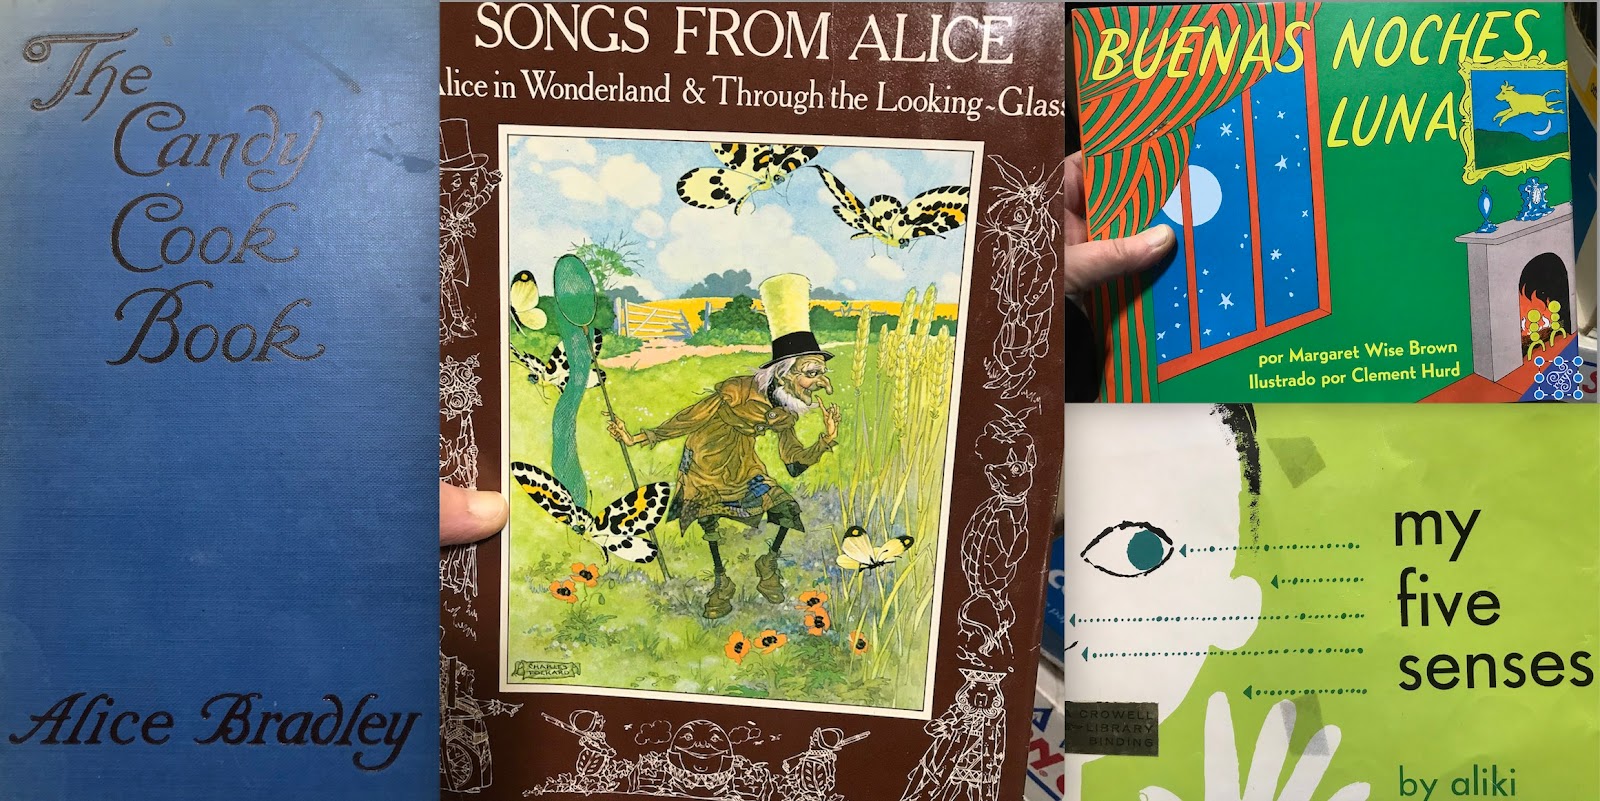 The
Candy
Cook
Book
Alice Bradley
SONGS FROM ALICE
Alice in Wonderland & Through the Looking-Glass
CHARLES
FOLKARD
BUENAS NOCHES,
LUNA
por Margaret Wise Brown
Ilustrado por Clement Hurd
my
five
senses
A CROWELL
LIBRARY
BINDING
by aliki